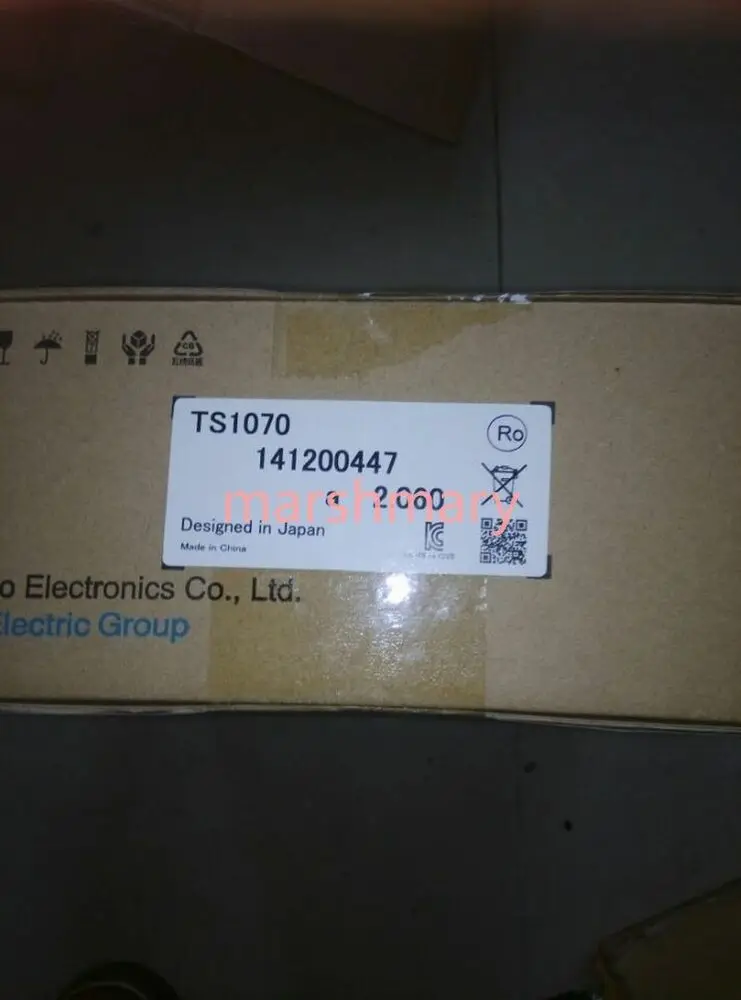 TS1070
Ro
141200447
a 2.060
marshmary
Designed in Japan
Made in China
o Electronics Co., Ltd.
Electric Group